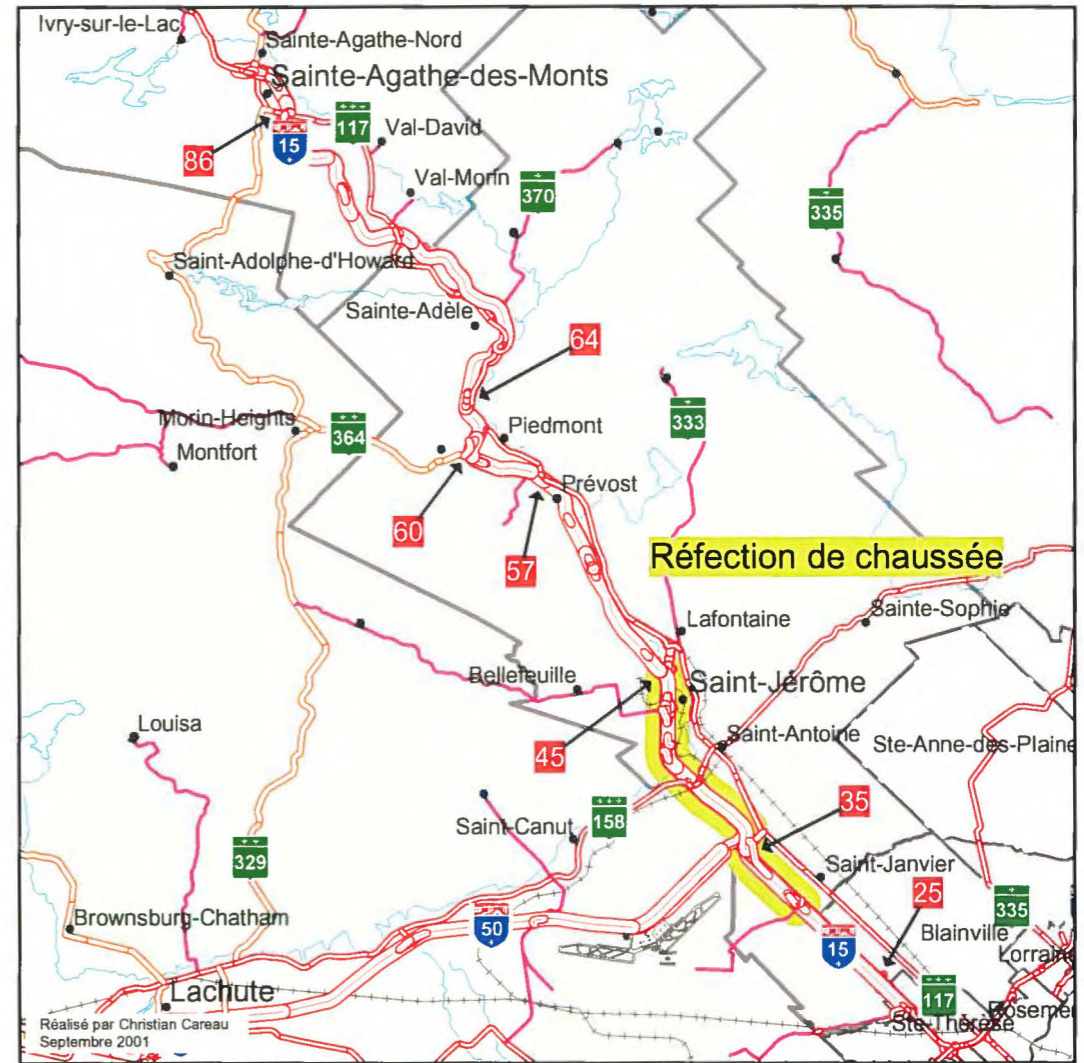 Ivry-sur-le-Lac
Sainte-Agathe-Nord
Sainte-Agathe-des-Monts
117
Val-David
15
86
Val-Morin
370
335
Saint-Adolphe-d'Howard
Sainte-Adèle
64
333
Morin-Heights
364
Piedmont
Montfort
Prévost
60
57
Réfection de chaussée
Lafontaine
Sainte-Sophie
Bellefeuille
Saint-Jérôme
Louisa
45
Saint-Antoine
Ste-Anne-des-Plaine
35
158
Saint-Canut
329
Saint-Janvier
25
335
Brownsburg-Chatham
50
15
Blainville
Lorraine
Lachute
117
Rosemer
Ste-Thérèse
Réalisé par Christian Careau
Septembre 2001